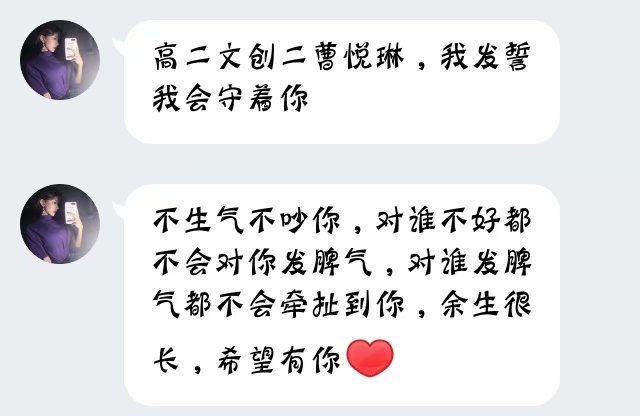 高二文创二曹悦琳，我发誓
我会守着你
不生气不吵你，对谁不好都
不会对你发脾气，对谁发脾
气都不会牵扯到你，余生很
长，希望有你❤️